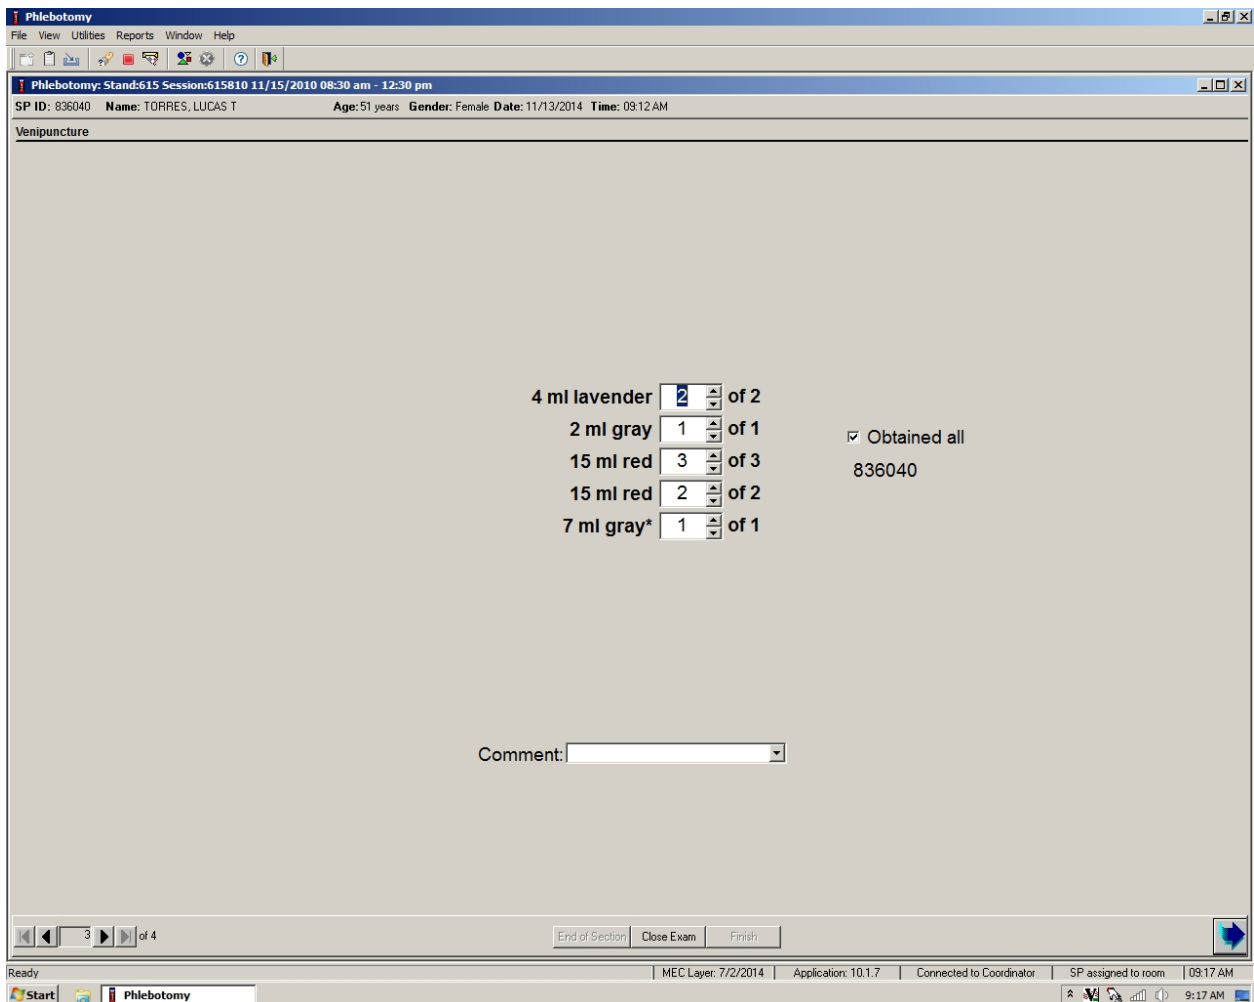 Phlebotomy
File View Utilities Reports Window Help
Phlebotomy: Stand:615 Session:615810 11/15/2010 08:30 am - 12:30 pm
SP ID: 836040 Name: TORRES, LUCAS T Age: 51 years Gender: Female Date: 11/13/2014 Time: 09:12 AM
Venipuncture
4 ml lavender 2 of 2
2 ml gray 1 of 1
15 ml red 3 of 3
15 ml red 2 of 2
7 ml gray* 1 of 1
Obtained all
836040
Comment:
3 of 4
End of Section Close Exam Finish
Ready MEC Layer: 7/2/2014 Application: 10.1.7 Connected to Coordinator SP assigned to room 09:17 AM
Start Phlebotomy 9:17 AM